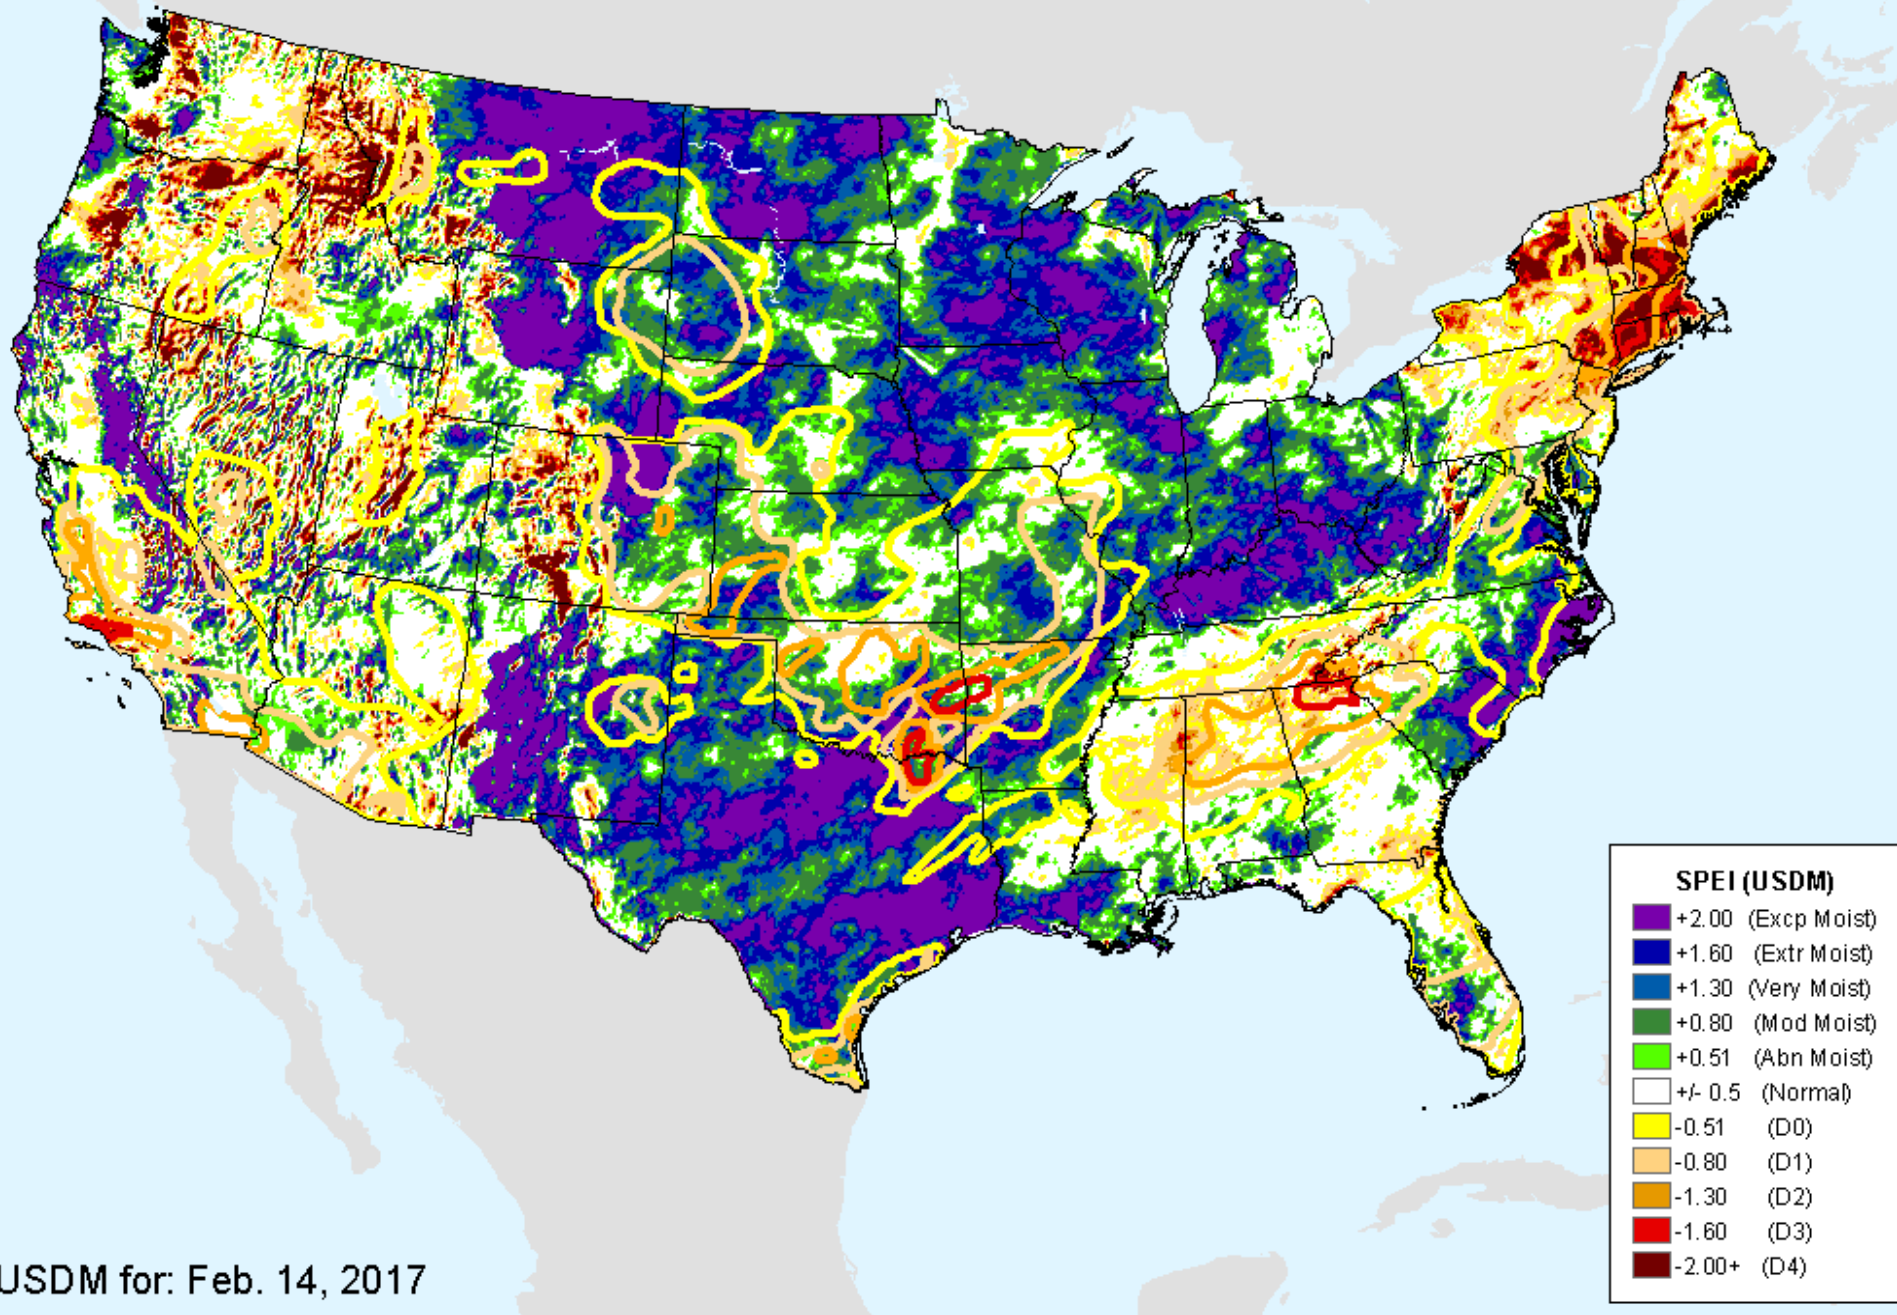 SPEI (USDM)
+2.00 (Excp Moist)
+1.60 (Extr Moist)
+1.30 (Very Moist)
+0.80 (Mod Moist)
+0.51 (Abn Moist)
+/- 0.5 (Normal)
-0.51 (D0)
-0.80 (D1)
-1.30 (D2)
-1.60 (D3)
-2.00+ (D4)
USDM for: Feb. 14, 2017